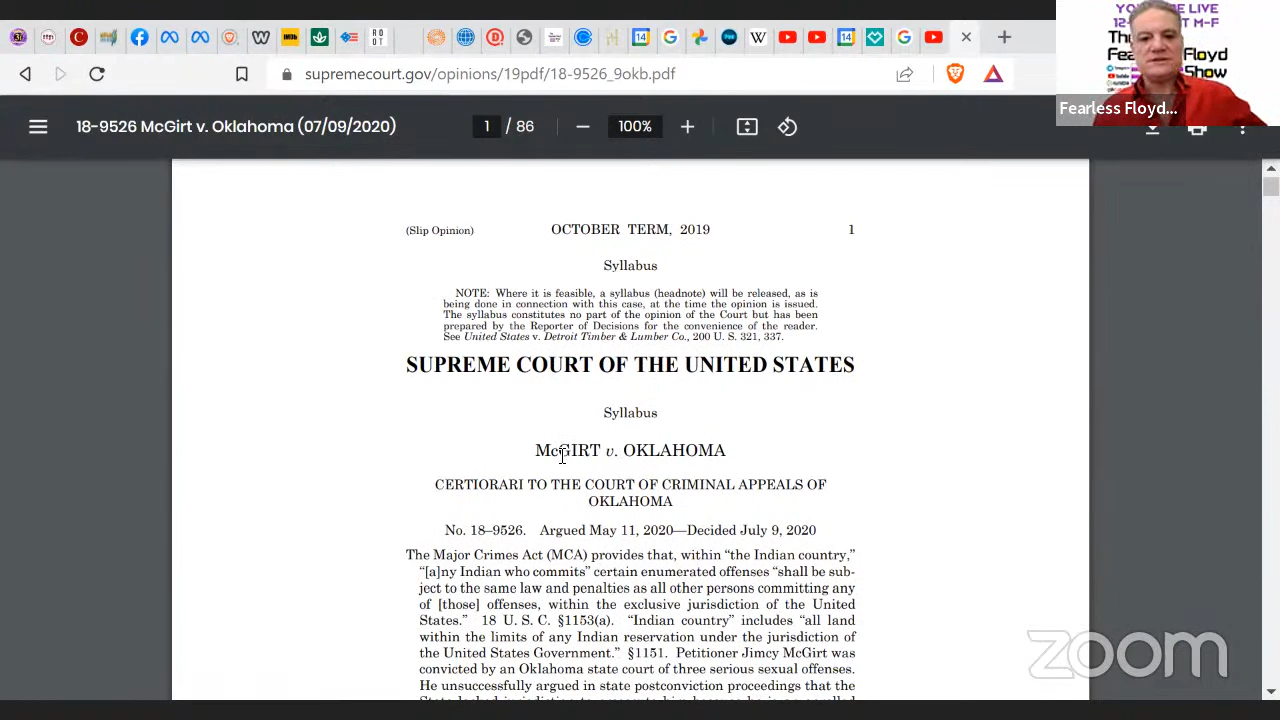 31
supremecourt.gov/opinions/19pdf/18-9526_9okb.pdf
18-9526 McGirt v. Oklahoma (07/09/2020)
1 / 86
100%
LIVE
12-
T M-F
Th
Fea
Floyd
Show
Fearless Floyd...
(Slip Opinion)
OCTOBER TERM, 2019
1
Syllabus
NOTE: Where it is feasible, a syllabus (headnote) will be released, as is
being done in connection with this case, at the time the opinion is issued.
The syllabus constitutes no part of the opinion of the Court but has been
prepared by the Reporter of Decisions for the convenience of the reader.
See United States v. Detroit Timber & Lumber Co., 200 U. S. 321, 337.
SUPREME COURT OF THE UNITED STATES
Syllabus
McGIRT v. OKLAHOMA
CERTIORARI TO THE COURT OF CRIMINAL APPEALS OF
OKLAHOMA
No. 18–9526. Argued May 11, 2020—Decided July 9, 2020
The Major Crimes Act (MCA) provides that, within “the Indian country,”
“[a]ny Indian who commits” certain enumerated offenses “shall be sub-
ject to the same law and penalties as all other persons committing any
of [those] offenses, within the exclusive jurisdiction of the United
States.” 18 U. S. C. §1153(a). “Indian country” includes “all land
within the limits of any Indian reservation under the jurisdiction of
the United States Government.” §1151. Petitioner Jimcy McGirt was
convicted by an Oklahoma state court of three serious sexual offenses.
He unsuccessfully argued in state postconviction proceedings that the
zoom